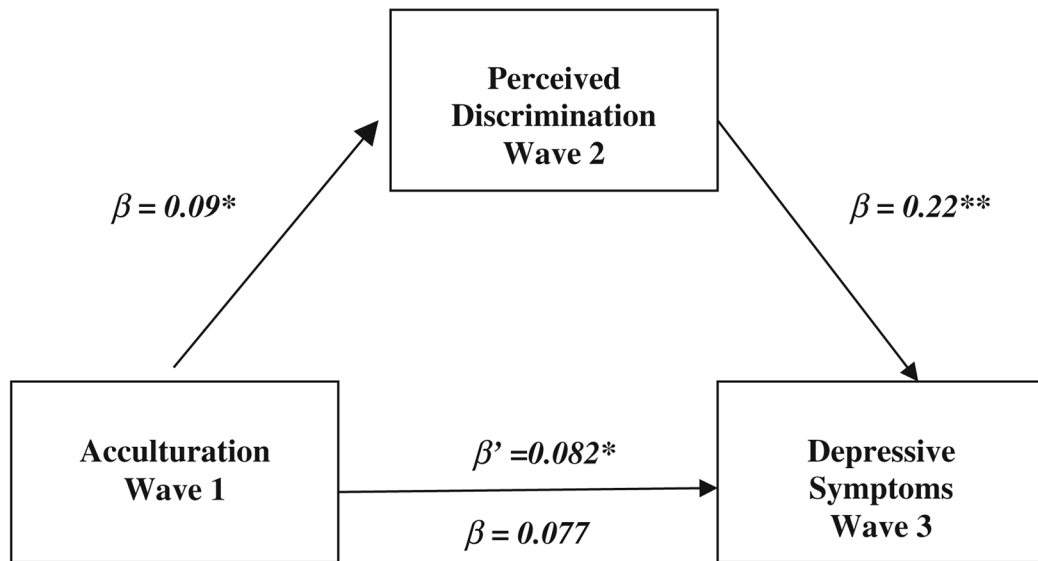 Perceived
Discrimination
Wave 2
β = 0.09*
β = 0.22**
Acculturation
Wave 1
β’ =0.082*
β = 0.077
Depressive
Symptoms
Wave 3